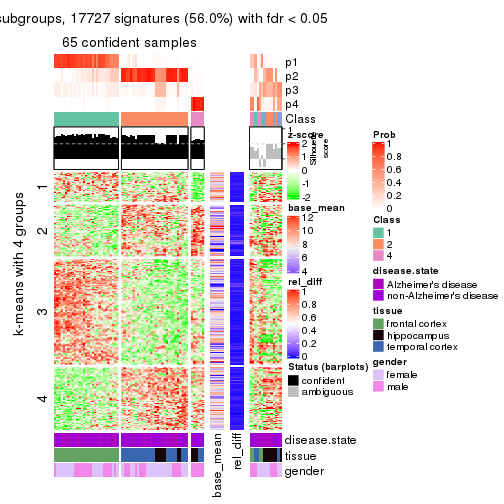 subgroups, 17727 signatures (56.0%) with fdr < 0.05
65 confident samples
p1
p2
p3
p4
Class
1
Silhouette
score
k-means with 4 groups
1
2
3
4
base_mean
rel_diff
disease.state
tissue
gender
z-score
2
1
0
-1
-2
base_mean
12
10
8
6
4
rel_diff
1
0.8
0.6
0.4
0.2
0
Status (barplots)
confident
ambiguous
Prob
1
0.8
0.6
0.4
0.2
0
Class
1
2
4
disease.state
Alzheimer's disease
non-Alzheimer's disease
tissue
frontal cortex
hippocampus
temporal cortex
gender
female
male